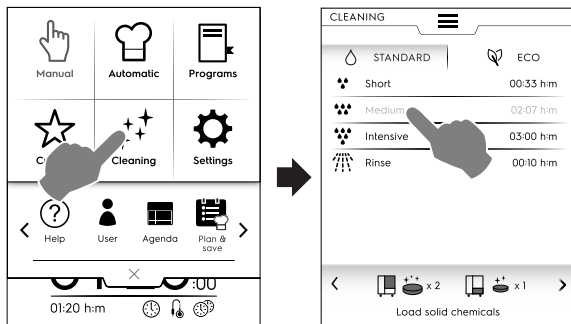 Manual Automatic Programs
Cleaning Settings
?
Help User Agenda Plan & save
:00
01:20 h:m
CLEANING
STANDARD ECO
Short 00:33 h:m
Medium 02:07 h:m
Intensive 03:00 h:m
Rinse 00:10 h:m
x 2 x 1
Load solid chemicals